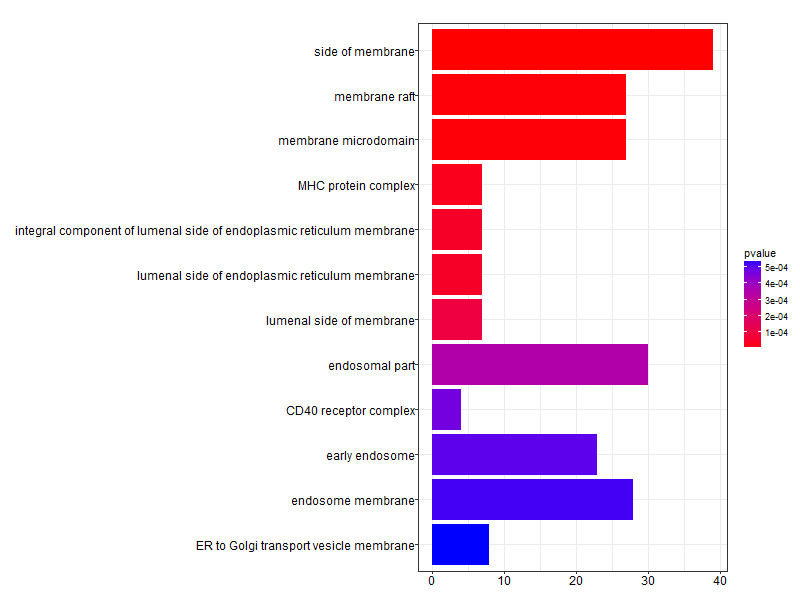 side of membrane
membrane raft
membrane microdomain
MHC protein complex
integral component of lumenal side of endoplasmic reticulum membrane
lumenal side of endoplasmic reticulum membrane
lumenal side of membrane
endosomal part
CD40 receptor complex
early endosome
endosome membrane
ER to Golgi transport vesicle membrane
0 10 20 30 40
pvalue
5e-04
4e-04
3e-04
2e-04
1e-04